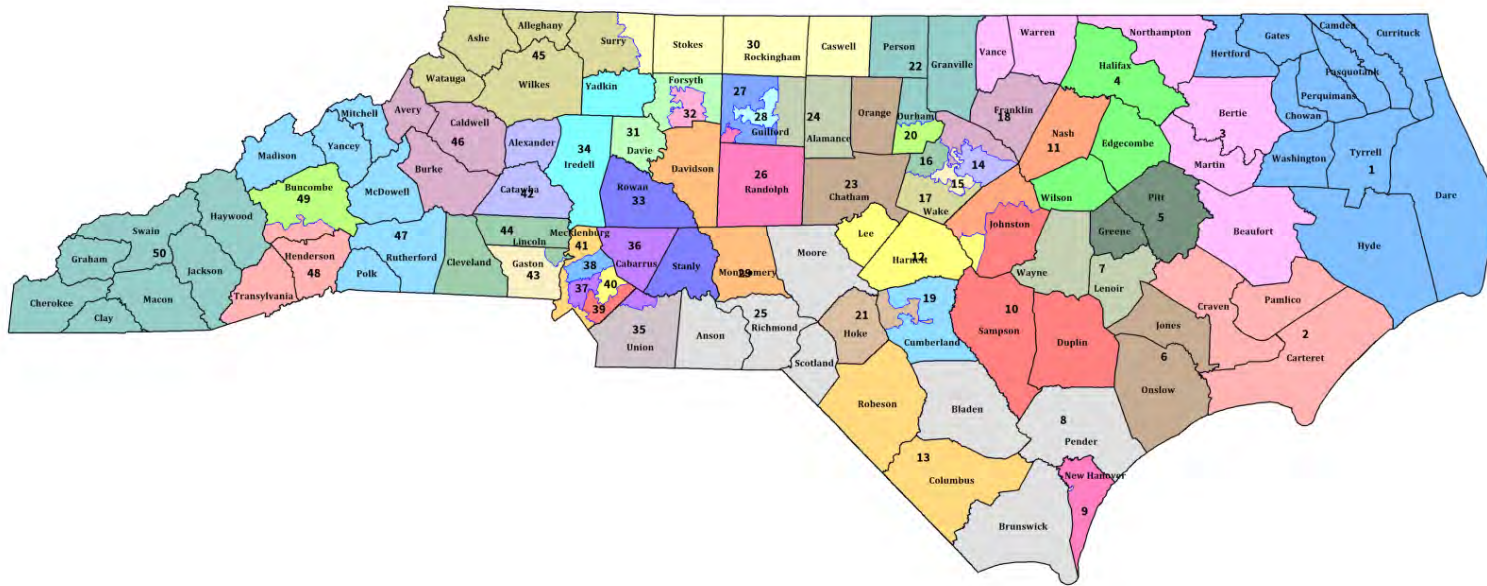 Ashe
Alleghany
Surry
45
Watauga
Wilkes
Stokes
30
Rockingham
Caswell
Person
22
Granville
Vance
Warren
Northampton
Halifax
4
Hertford
Gates
Camden
Currituck
Pasquotank
Perquimans
Chowan
Mitchell
Avery
Yadkin
Forsyth
32
27
28
Guilford
24
Alamance
Orange
Durham
20
Franklin
18
Nash
11
Edgecombe
Bertie
3
Martin
Washington
Tyrrell
1
Dare
Madison
Yancey
Caldwell
46
Alexander
34
Iredell
31
Davie
Davidson
26
Randolph
23
Chatham
16
14
15
17
Wake
Wilson
Pitt
5
Burke
McDowell
Buncombe
49
Catawba
42
Rowan
33
Haywood
Swain
50
Graham
Jackson
Cherokee
Macon
Clay
Henderson
48
Transylvania
47
Rutherford
Polk
Cleveland
44
Lincoln
Gaston
43
Mecklenburg
41
38
37
40
39
36
Cabarrus
Stanly
Montgomery
29
Moore
Lee
Harnett
12
Johnston
Wayne
Greene
7
Lenoir
Beaufort
Hyde
Craven
Pamlico
2
Carteret
Jones
6
Onslow
35
Union
Anson
25
Richmond
Scotland
21
Hoke
19
Cumberland
10
Sampson
Duplin
Robeson
Bladen
8
Pender
13
Columbus
New Hanover
9
Brunswick